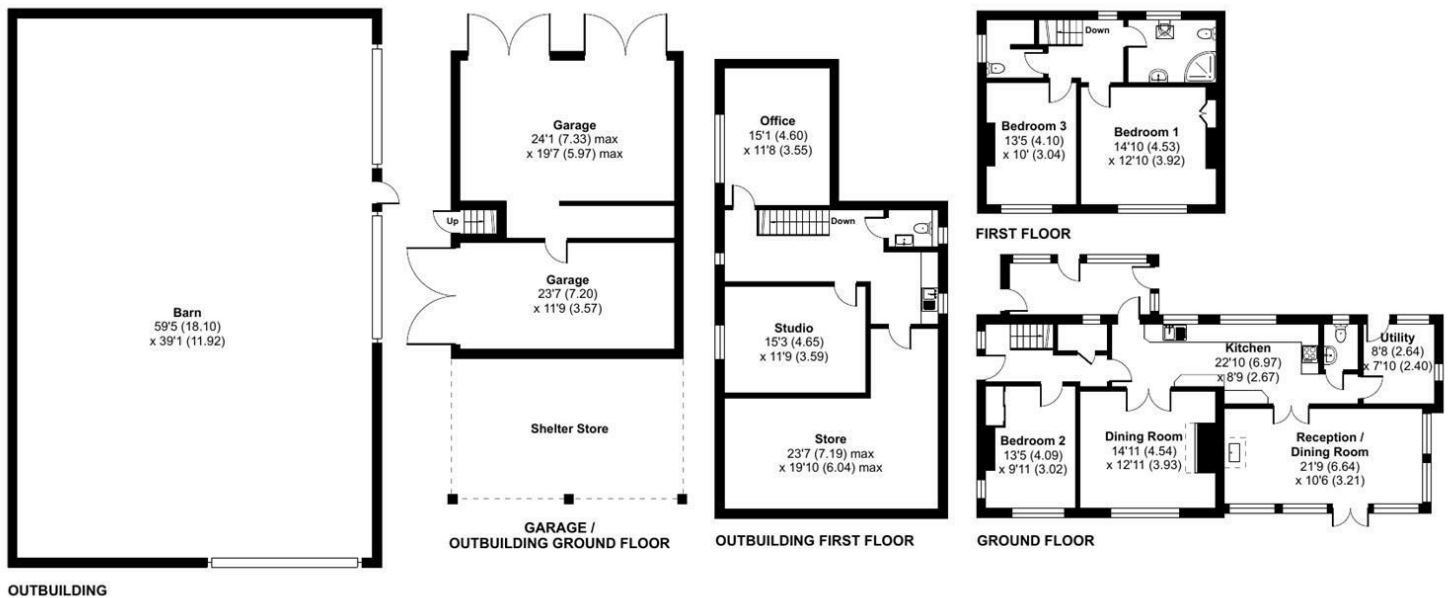 Barn
59'5 (18.10)
x 39'1 (11.92)
OUTBUILDING
Garage
24'1 (7.33) max
x 19'7 (5.97) max
Up
Garage
23'7 (7.20)
x 11'9 (3.57)
Shelter Store
GARAGE /
OUTBUILDING GROUND FLOOR
Office
15'1 (4.60)
x 11'8 (3.55)
Down
Studio
15'3 (4.65)
x 11'9 (3.59)
Store
23'7 (7.19) max
x 19'10 (6.04) max
OUTBUILDING FIRST FLOOR
Down
Bedroom 3
13'5 (4.10)
x 10' (3.04)
Bedroom 1
14'10 (4.53)
x 12'10 (3.92)
FIRST FLOOR
Kitchen
22'10 (6.97)
x 8'9 (2.67)
Utility
8'8 (2.64)
x 7'10 (2.40)
Bedroom 2
13'5 (4.09)
x 9'11 (3.02)
Dining Room
14'11 (4.54)
x 12'11 (3.93)
Reception /
Dining Room
21'9 (6.64)
x 10'6 (3.21)
GROUND FLOOR